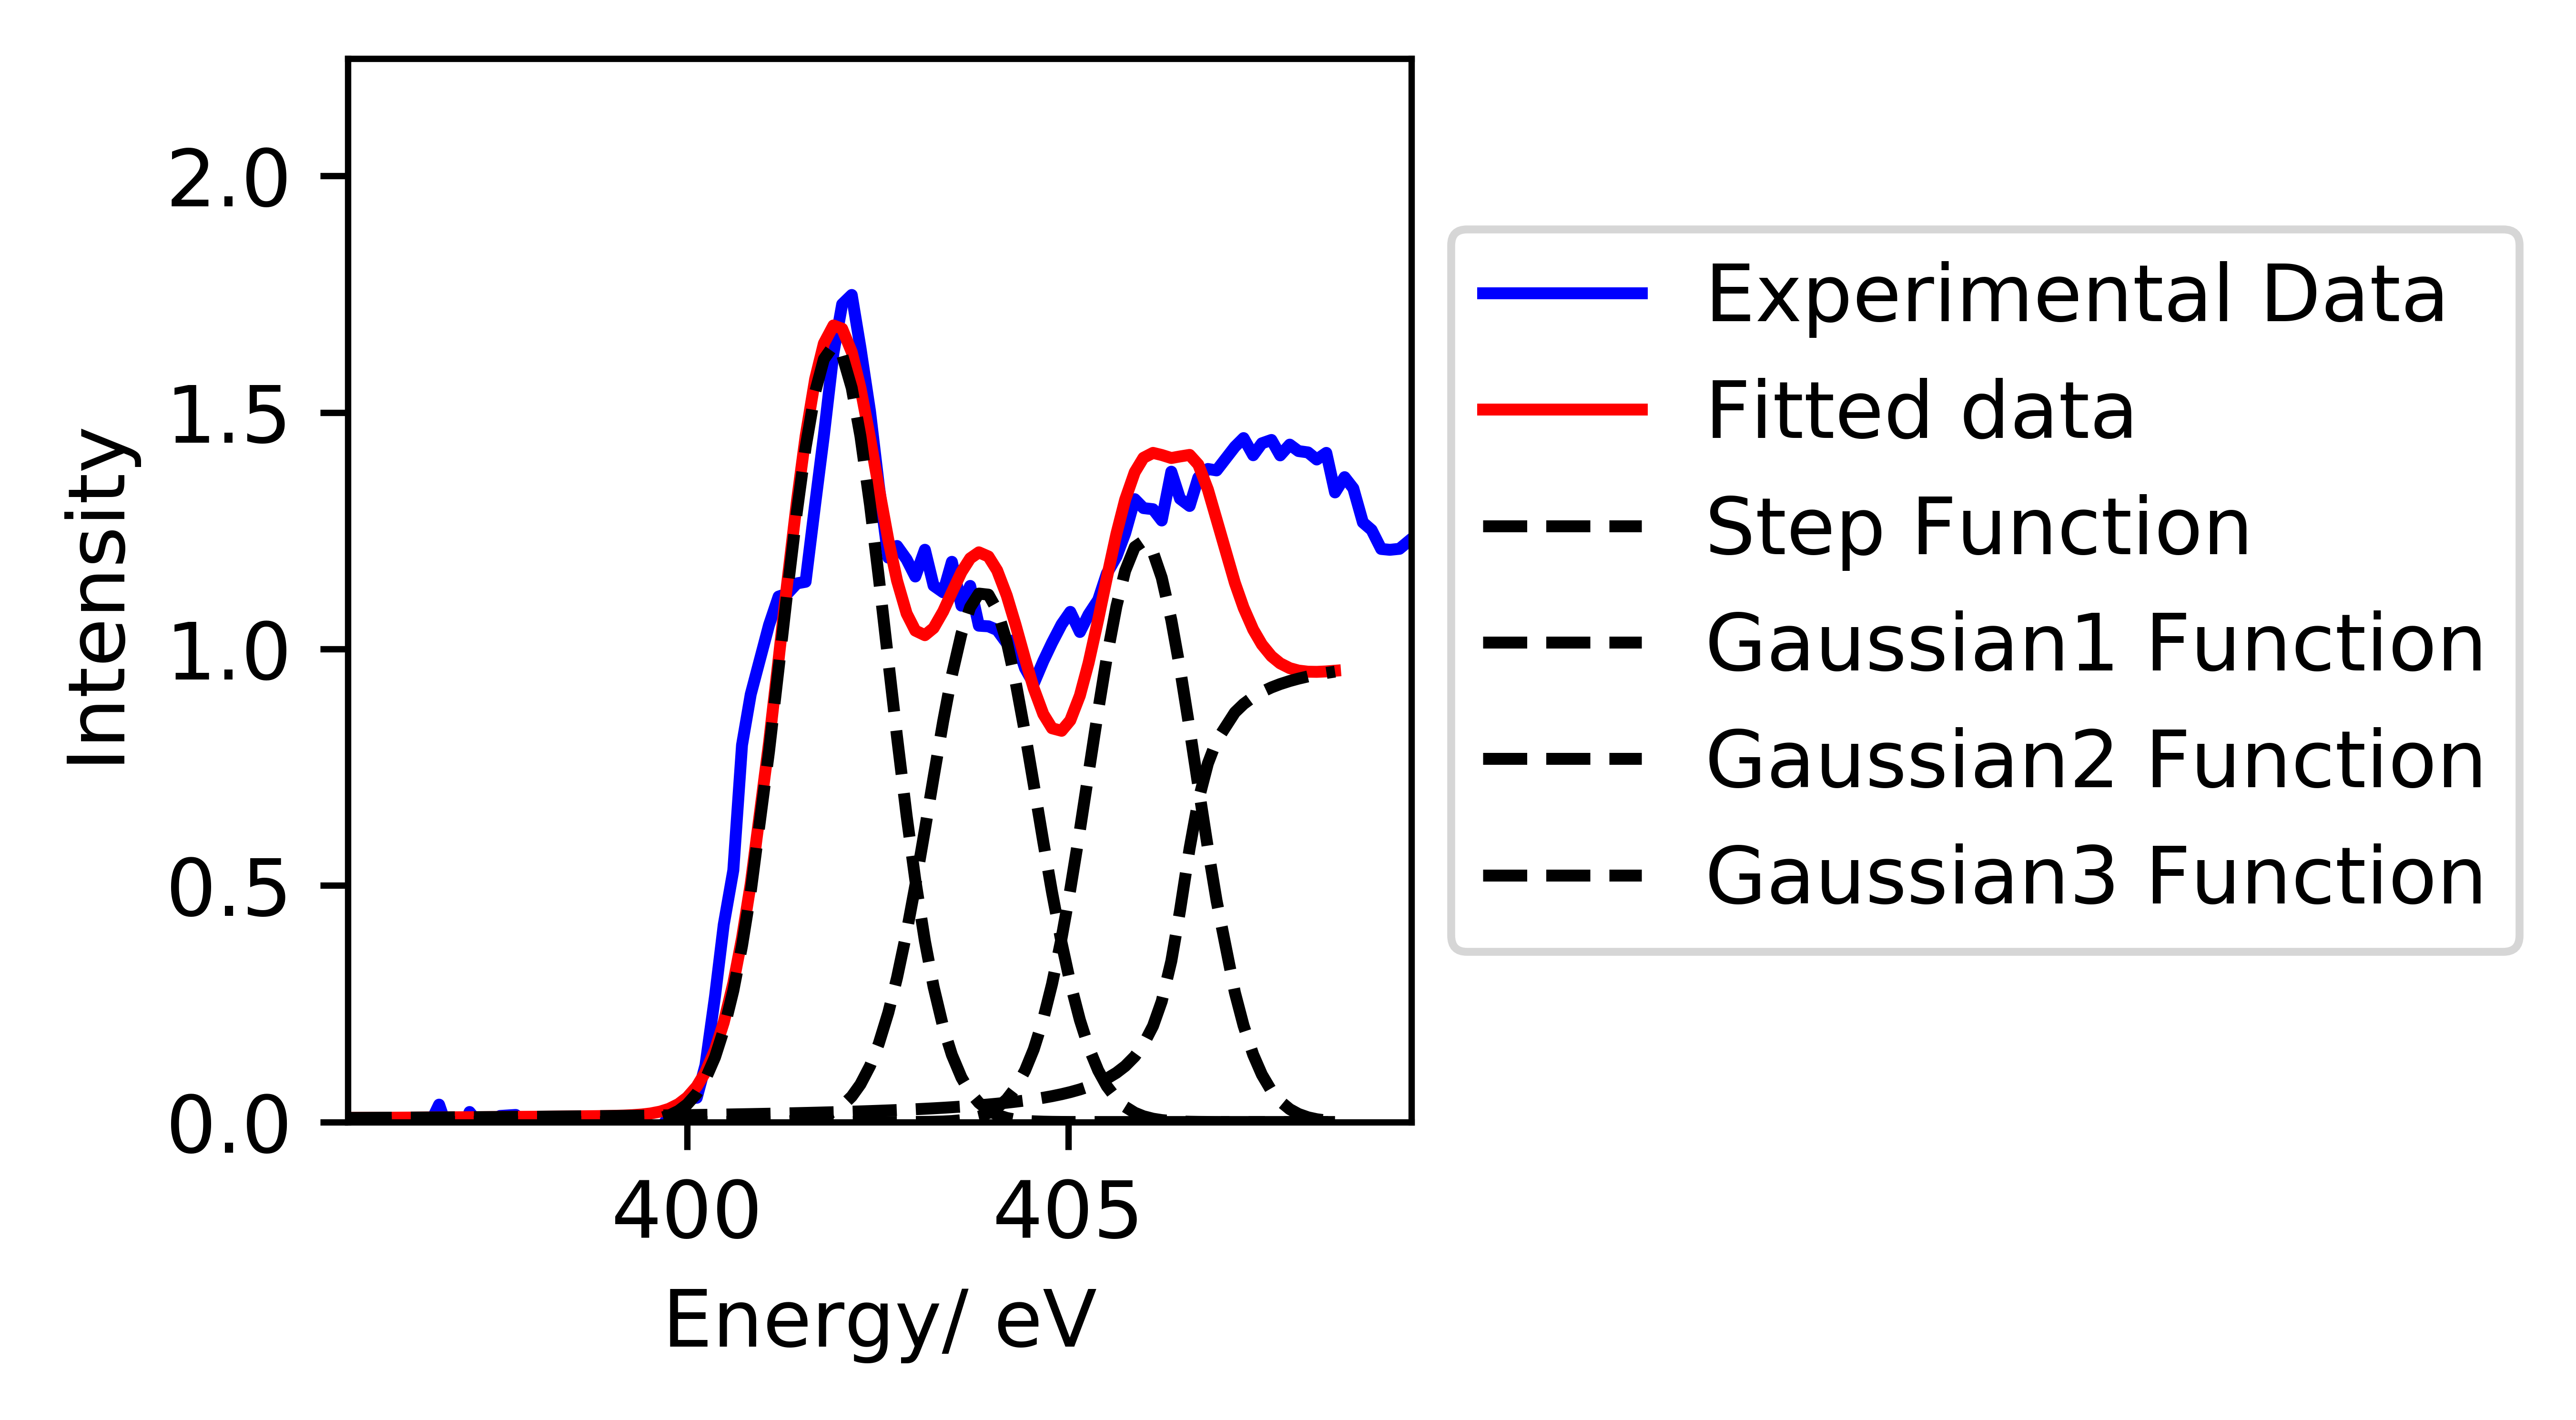 2.0
1.5
1.0
0.5
0.0
Intensity
400
405
Energy/ eV
Experimental Data
Fitted data
Step Function
Gaussian1 Function
Gaussian2 Function
Gaussian3 Function